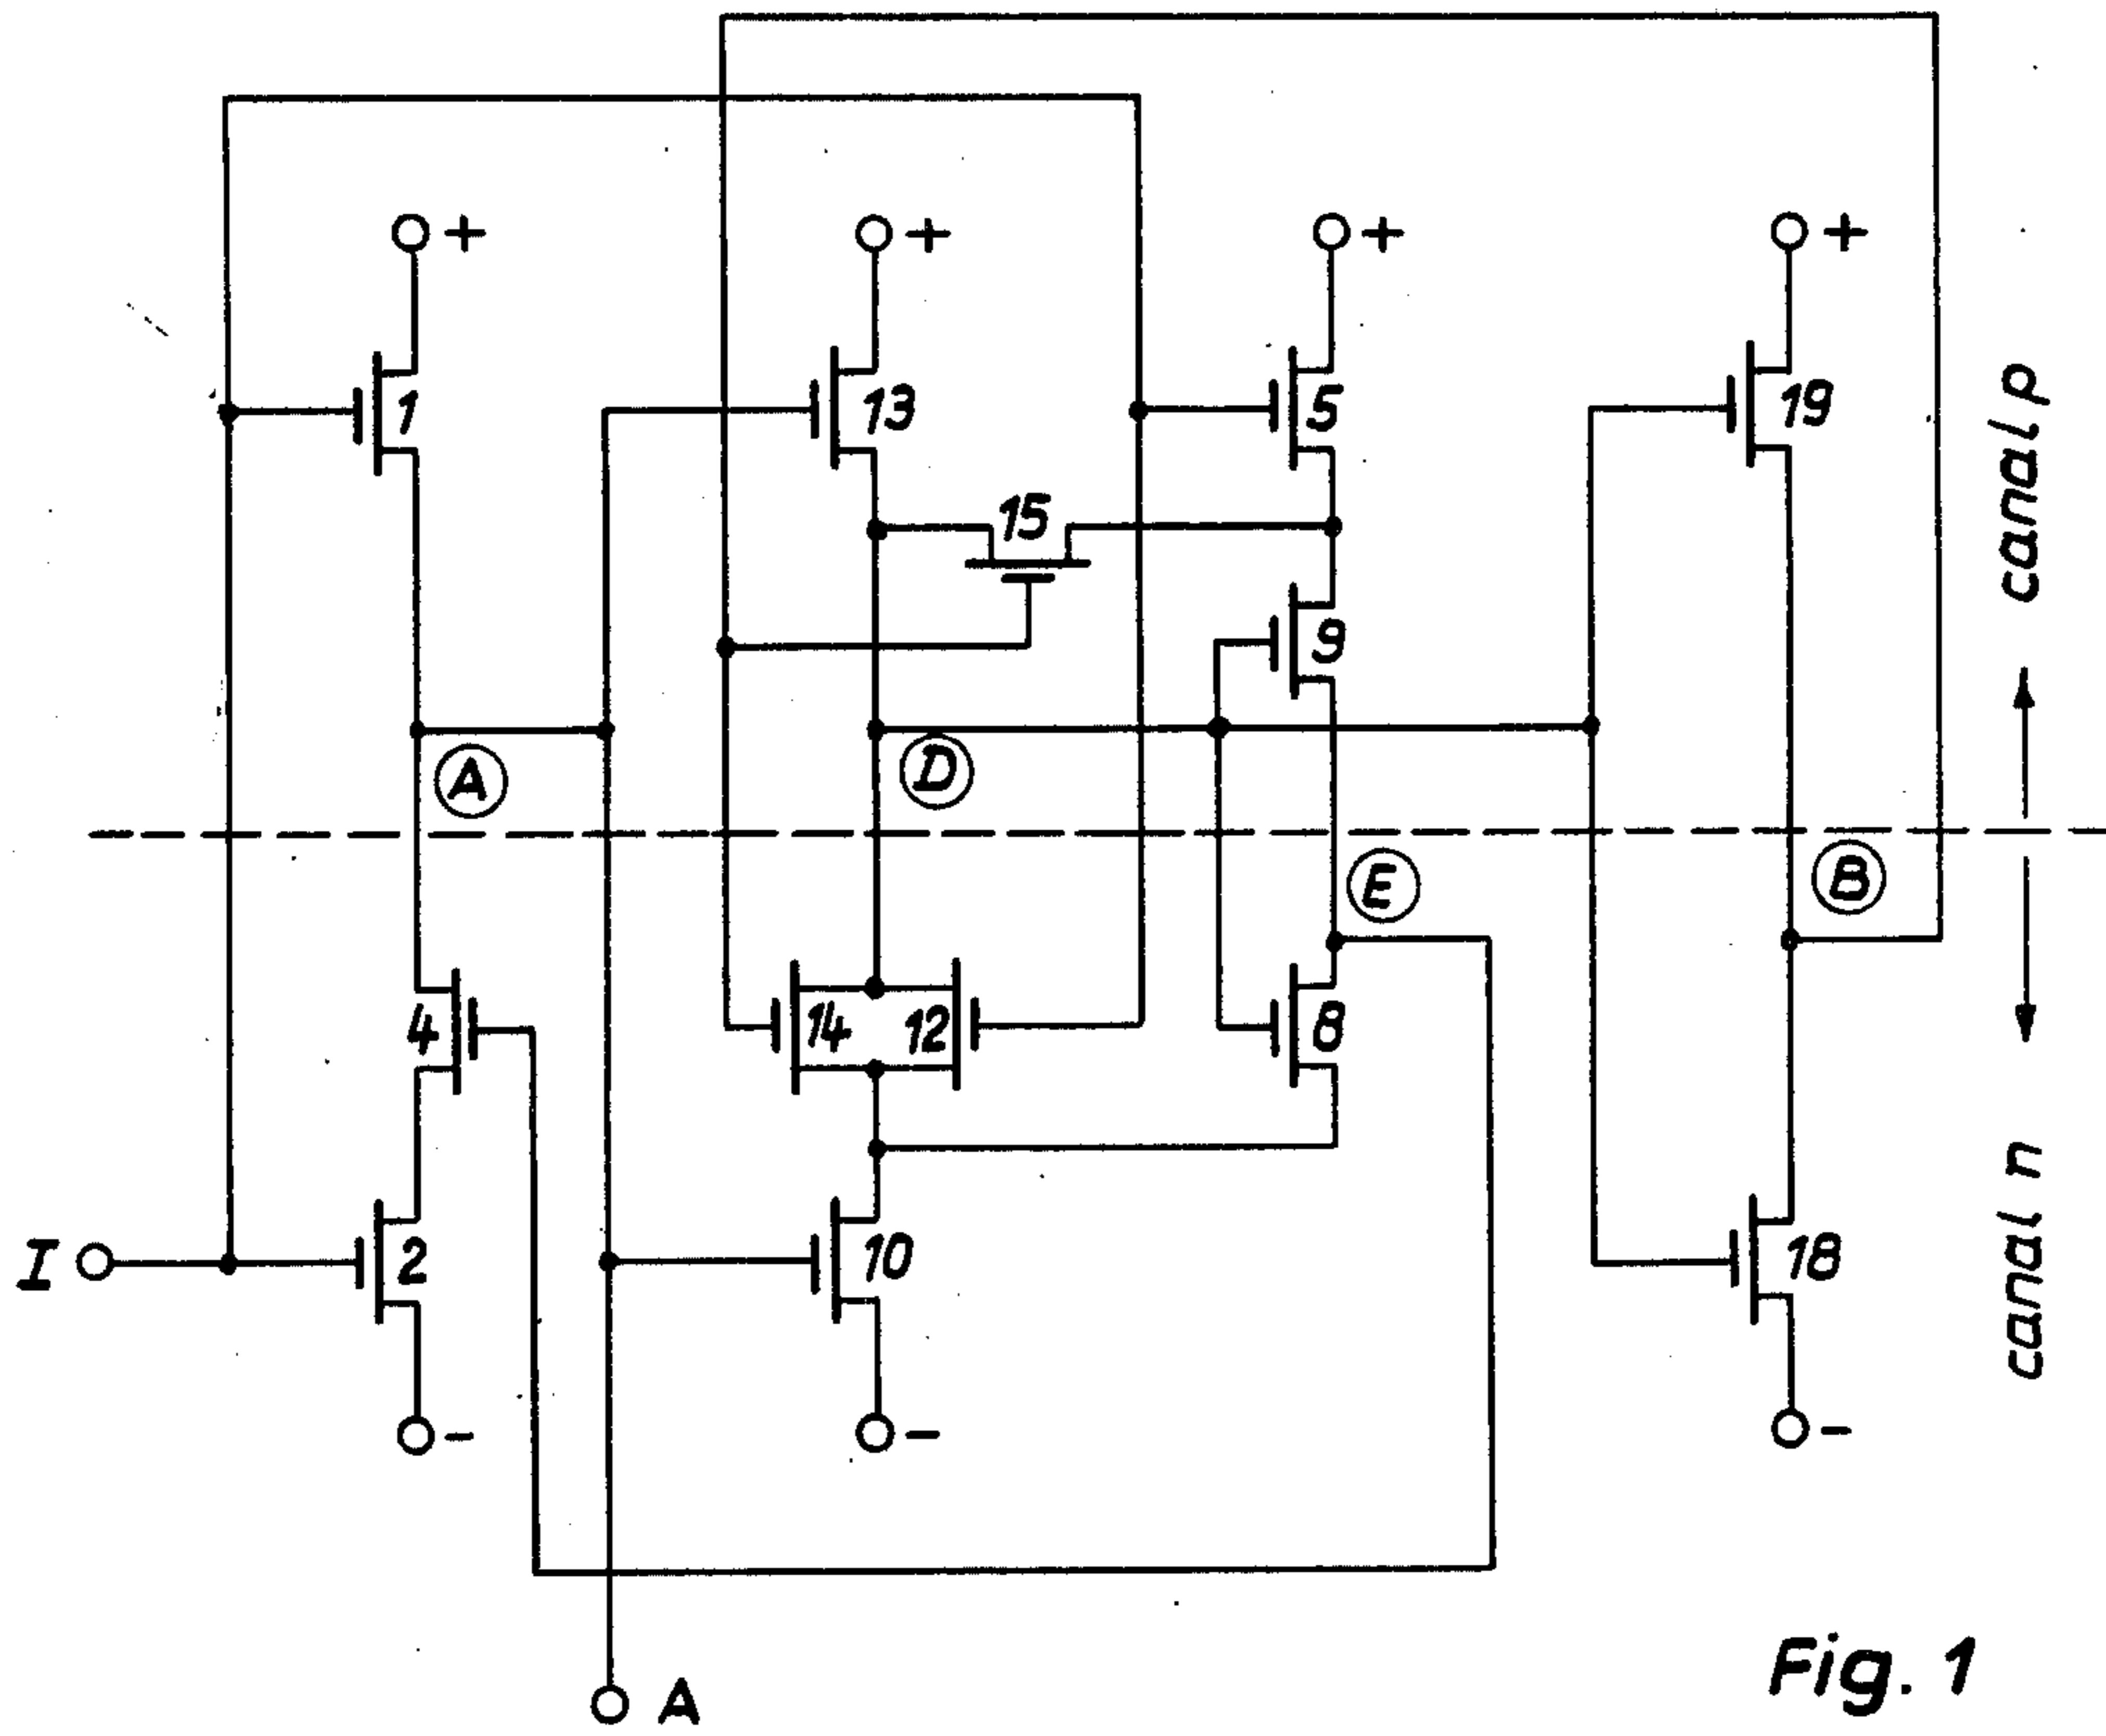 + + + +
1 13 5 19
15
9
A D
canal p
E B
4 14 12 8
canal n
I 2 10 18
- - -
A
Fig. 1